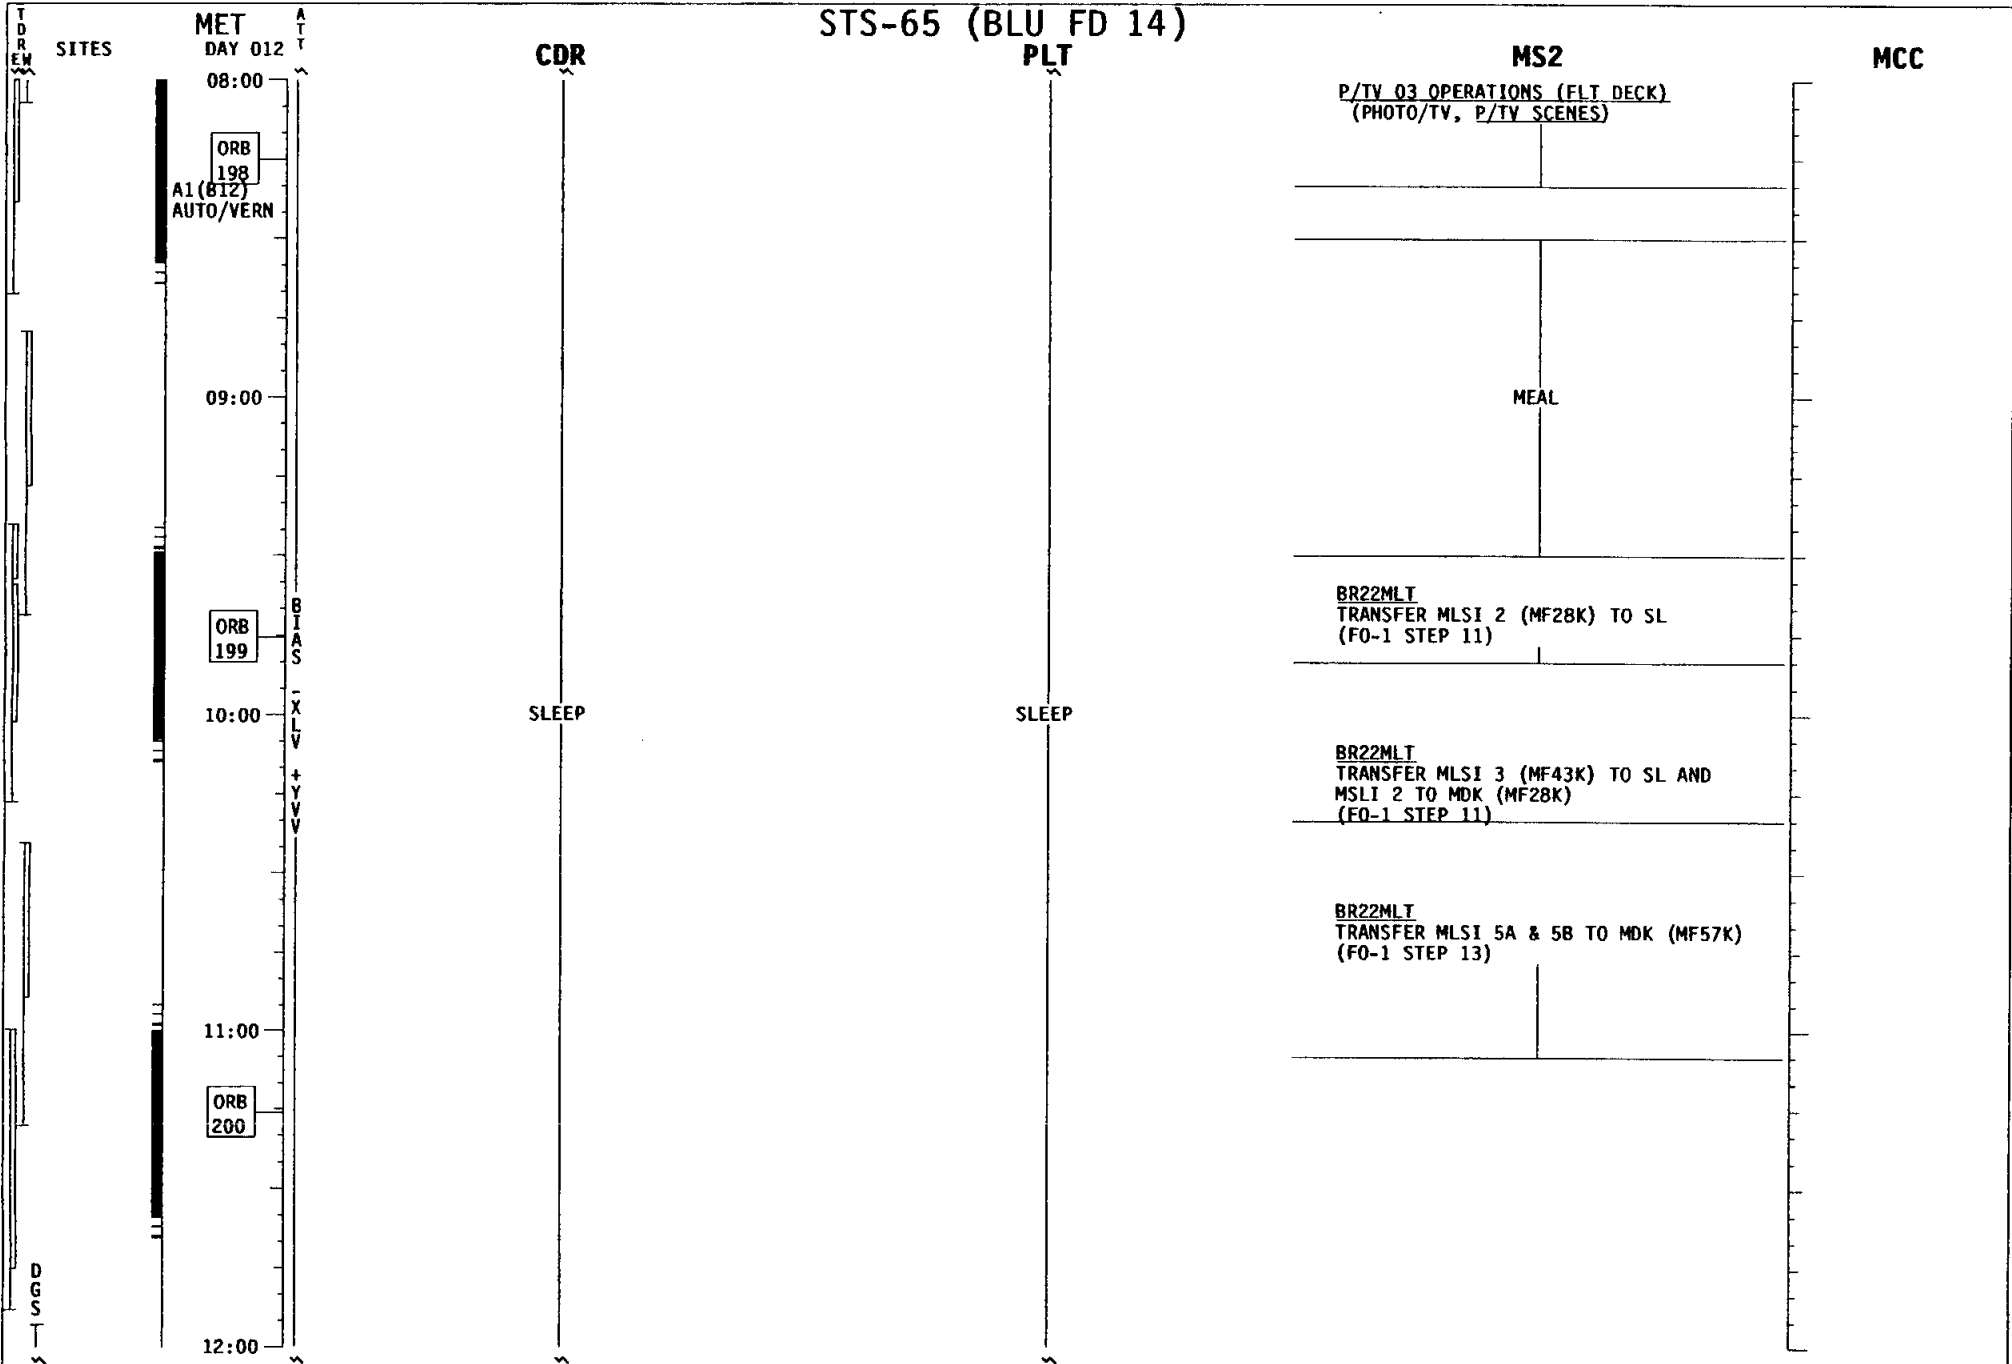 STS-65 (BLU FD 14)
TDR
EW
SITES
MET
DAY 012
ATT
CDR
PLT
MS2
MCC
08:00
P/TV 03 OPERATIONS (FLT DECK)
(PHOTO/TV, P/TV SCENES)
ORB
198
A1(B12)
AUTO/VERN
09:00
MEAL
BR22MLT
TRANSFER MLSI 2 (MF28K) TO SL
(FO-1 STEP 11)
ORB
199
BIAS -XLV +YVV
10:00
SLEEP
SLEEP
BR22MLT
TRANSFER MLSI 3 (MF43K) TO SL AND
MSLI 2 TO MDK (MF28K)
(FO-1 STEP 11)
BR22MLT
TRANSFER MLSI 5A & 5B TO MDK (MF57K)
(FO-1 STEP 13)
11:00
ORB
200
DGS
12:00